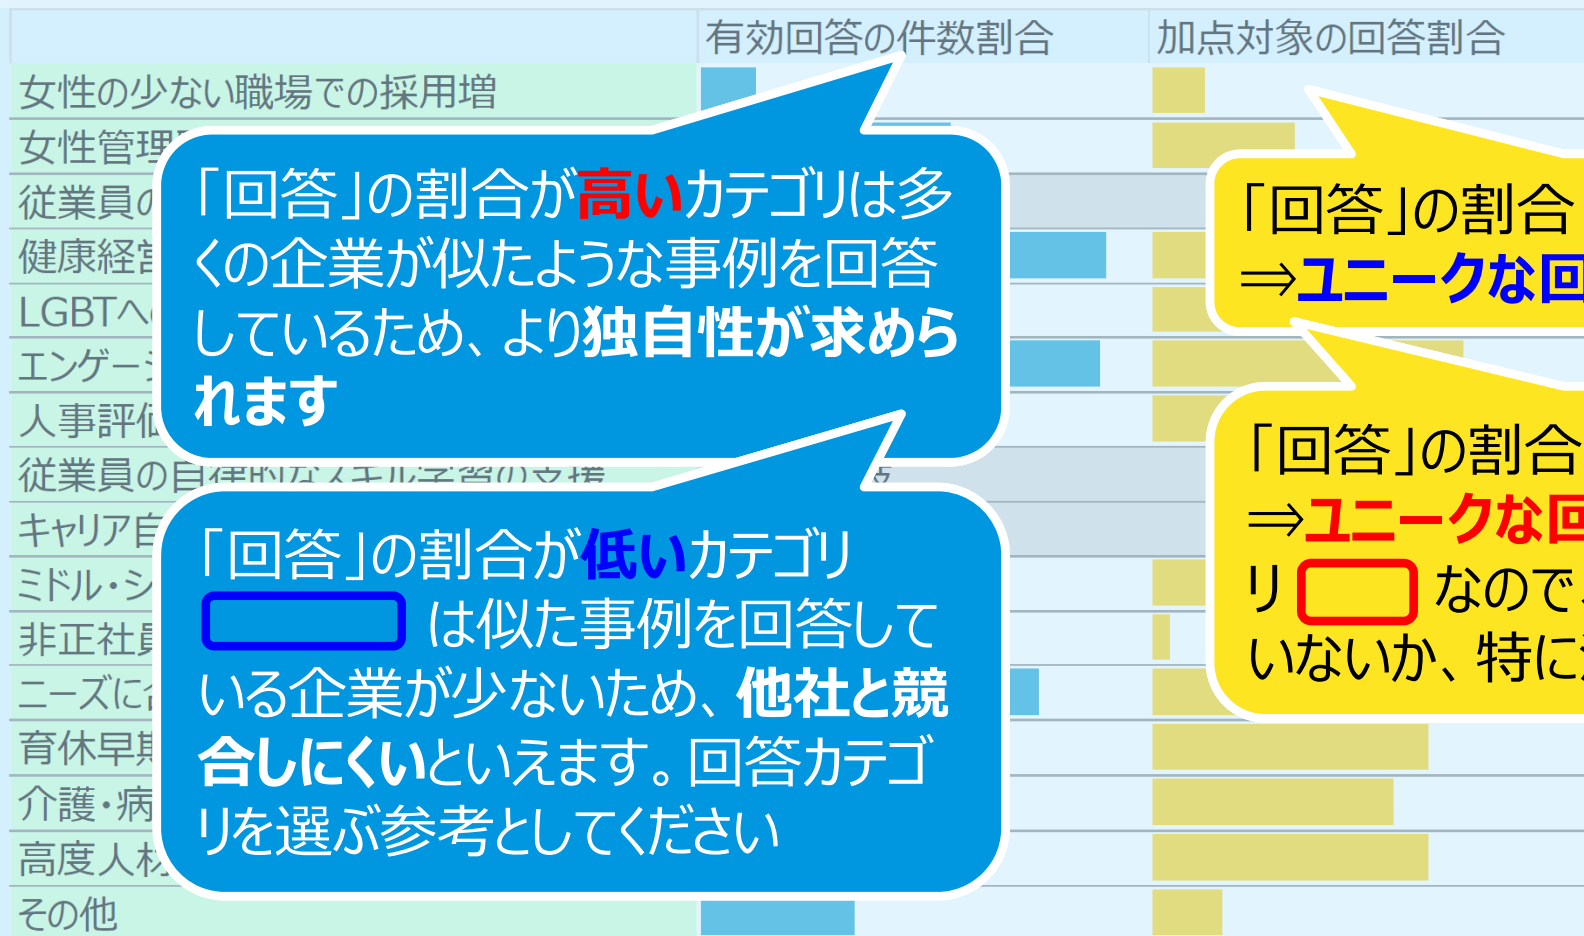 有効回答の件数割合
加点対象の回答割合
女性の少ない職場での採用増
女性管理
従業員の
健康経営
LGBTへ
エンゲー
人事評価
従業員の自律的なスキル学習の支援
キャリア自
ミドル・シ
非正社員
ニーズに
育休早期
介護・病
高度人材
その他
「回答」の割合が高いカテゴリは多
くの企業が似たような事例を回答
しているため、より独自性が求めら
れます
「回答」の割合が低いカテゴリ
は似た事例を回答して
いる企業が少ないため、他社と競
合しにくいといえます。回答カテゴ
リを選ぶ参考としてください
「回答」の割合
⇒ユニークな回
「回答」の割合
⇒ユニークな回
リ なので、
いないか、特に